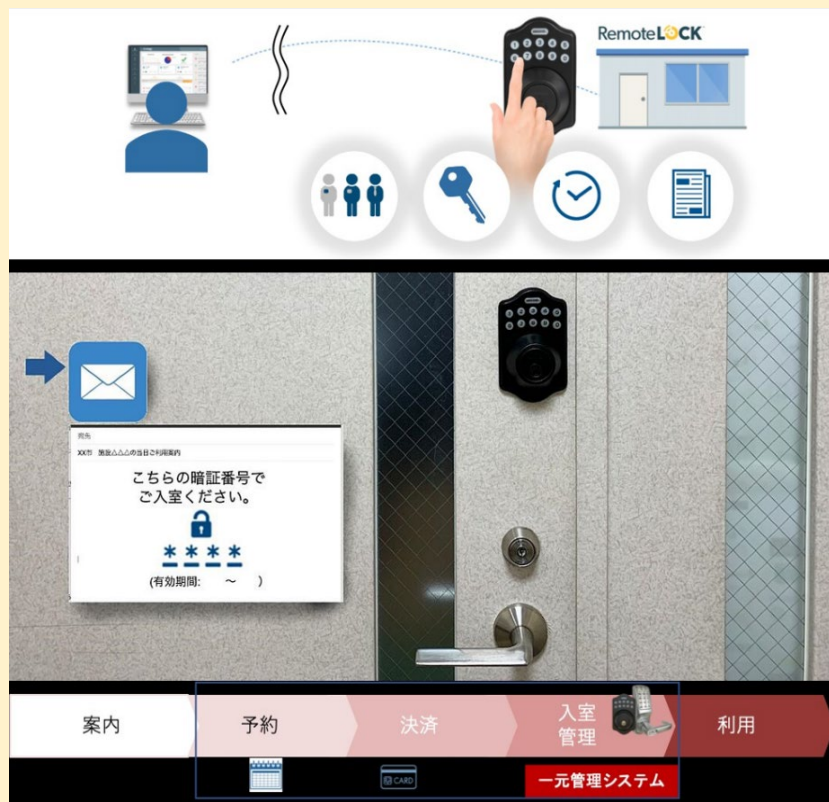 RemoteLOCK
宛先
XX市 施設△△△の当日ご利用案内
こちらの暗証番号で
ご入室ください。
＊＊＊＊
(有効期間: ～ )
案内
予約
決済
入室
管理
利用
CARD
一元管理システム